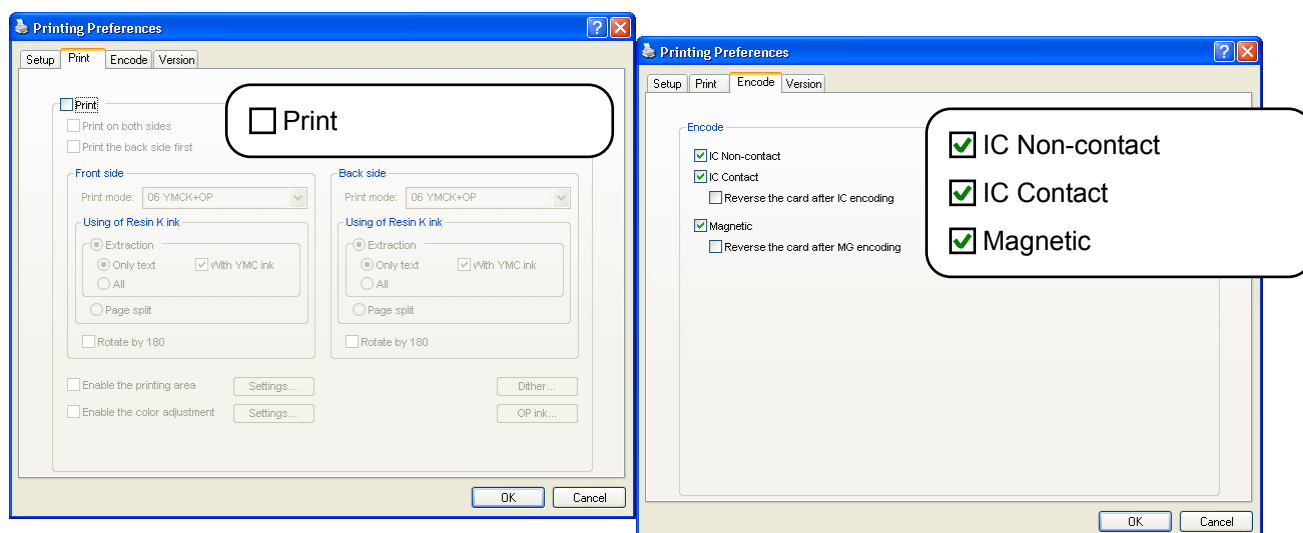 Printing Preferences
Setup Print Encode Version
Print
Print
Print on both sides
Print the back side first
Front side
Print mode: 06 YMCK+OP
Using of Resin K ink
Extraction
Only text With YMC ink
All
Page split
Rotate by 180
Back side
Print mode: 06 YMCK+OP
Using of Resin K ink
Extraction
Only text With YMC ink
All
Page split
Rotate by 180
Enable the printing area Settings... Dither...
Enable the color adjustment Settings... OP ink...
OK Cancel
Printing Preferences
Setup Print Encode Version
Encode
IC Non-contact
IC Contact
Reverse the card after IC encoding
Magnetic
Reverse the card after MG encoding
IC Non-contact
IC Contact
Magnetic
OK Cancel